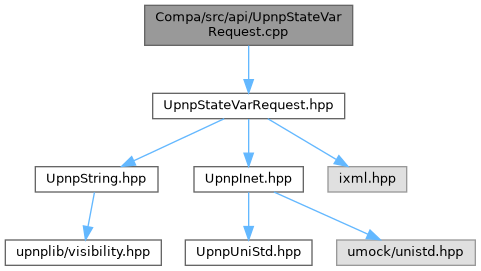 Compa/src/api/UpnpStateVar
Request.cpp
UpnpStateVarRequest.hpp
UpnpString.hpp
UpnpInet.hpp
ixml.hpp
upnplib/visibility.hpp
UpnpUniStd.hpp
umock/unistd.hpp